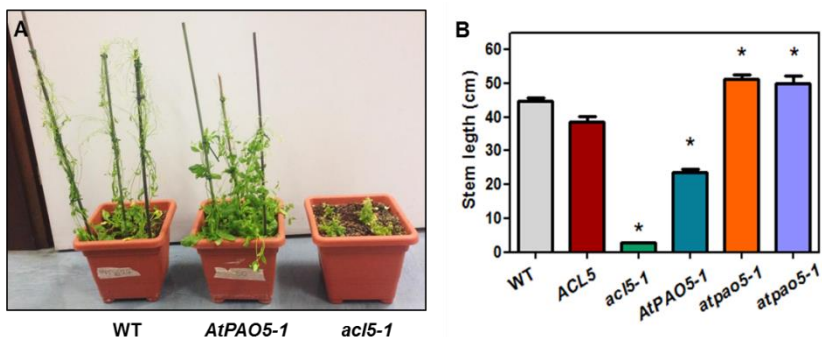 A
WT
AtPAO5-1
acl5-1
B
Stem legth (cm)
60
50
40
30
20
10
0
*
*
*
*
WT
ACL5
acl5-1
AtPAO5-1
atpao5-1
atpao5-1